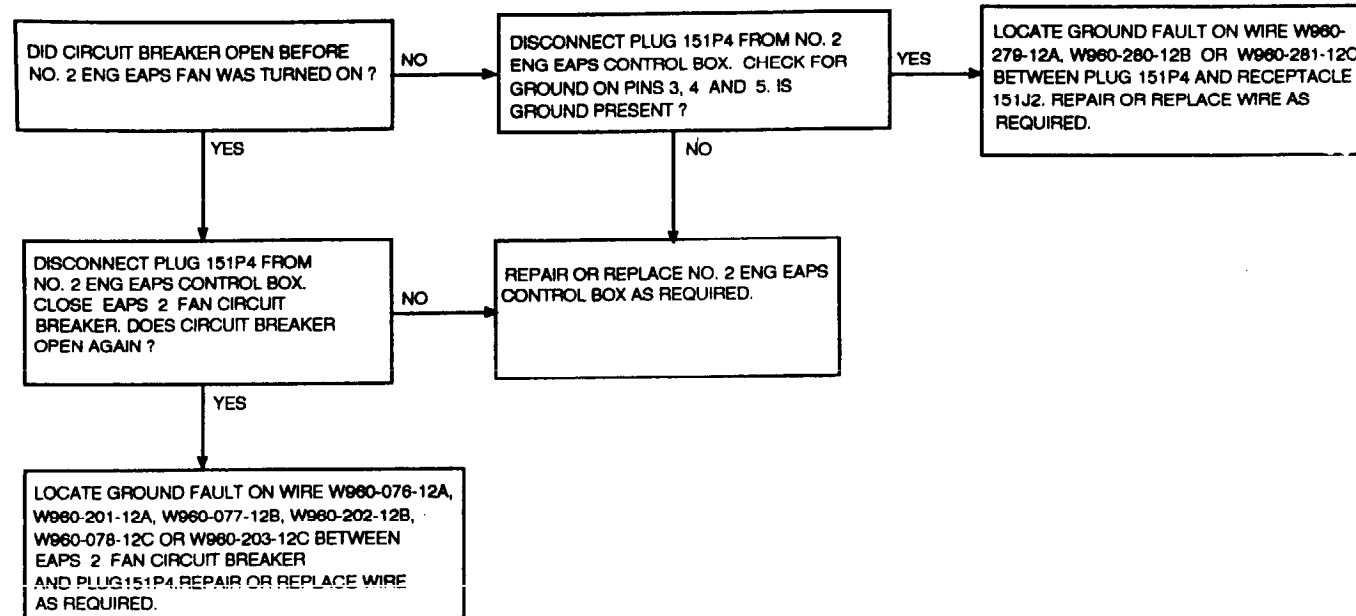 DID CIRCUIT BREAKER OPEN BEFORE
NO. 2 ENG EAPS FAN WAS TURNED ON ?
NO
DISCONNECT PLUG 151P4 FROM NO. 2
ENG EAPS CONTROL BOX. CHECK FOR
GROUND ON PINS 3, 4 AND 5. IS
GROUND PRESENT ?
YES
LOCATE GROUND FAULT ON WIRE W960-
279-12A, W960-280-12B OR W960-281-12C
BETWEEN PLUG 151P4 AND RECEPTACLE
151J2. REPAIR OR REPLACE WIRE AS
REQUIRED.
YES
NO
DISCONNECT PLUG 151P4 FROM
NO. 2 ENG EAPS CONTROL BOX.
CLOSE EAPS 2 FAN CIRCUIT
BREAKER. DOES CIRCUIT BREAKER
OPEN AGAIN ?
NO
REPAIR OR REPLACE NO. 2 ENG EAPS
CONTROL BOX AS REQUIRED.
YES
LOCATE GROUND FAULT ON WIRE W960-076-12A,
W960-201-12A, W960-077-12B, W960-202-12B,
W960-078-12C OR W960-203-12C BETWEEN
EAPS 2 FAN CIRCUIT BREAKER
AND PLUG151P4.REPAIR OR REPLACE WIRE
AS REQUIRED.